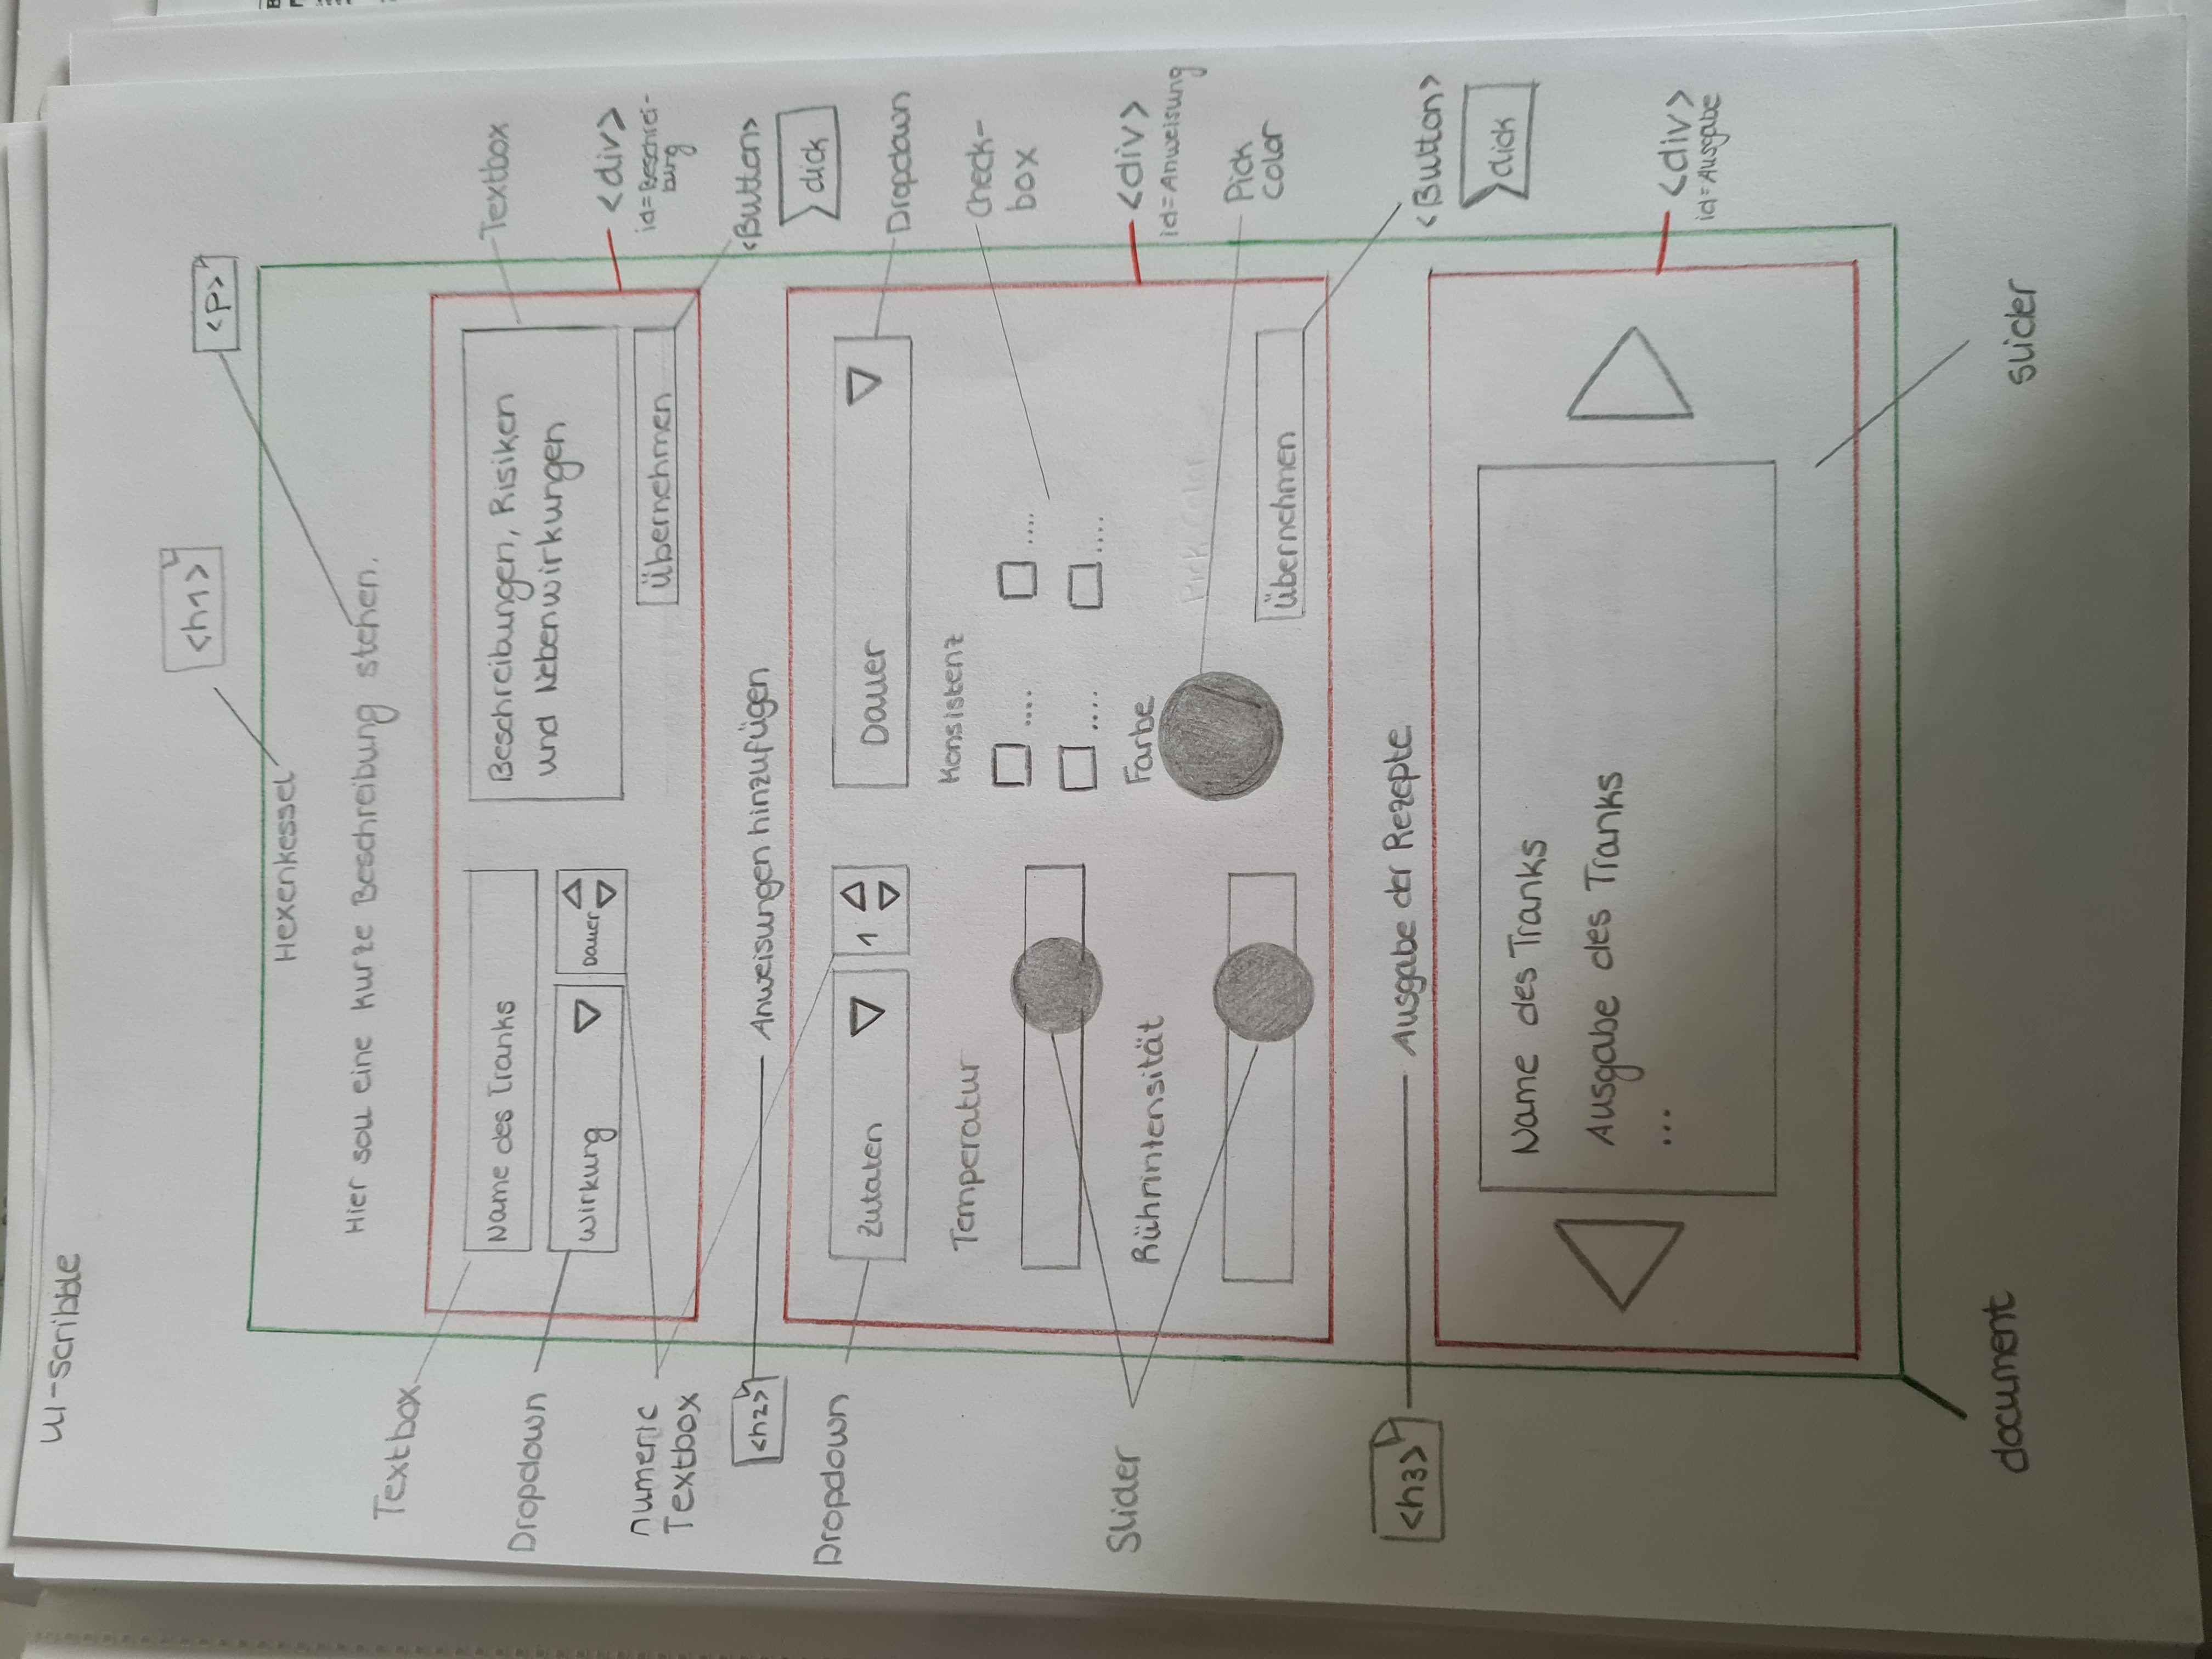 UI-scribble
<h1>
<p>
Hexenkessel
Hier soll eine kurze Beschreibung stehen.
Textbox
Name des Tranks
Beschreibungen, Risiken
und Nebenwirkungen
Textbox
Dropdown
Wirkung
Dauer
<div>
id=Beschrei-
bung
numeric
Textbox
übernehmen
<Button>
click
<h2>
Anweisungen hinzufügen
Dropdown
Zutaten
1
Dauer
Dropdown
Temperatur
Konsistenz
....
....
....
....
Check-
box
Slider
Rührintensität
Farbe
<div>
id=Anweisung
Pick Color
Pick
Color
übernehmen
<h3>
Ausgabe der Rezepte
<Button>
click
Name des Tranks
Ausgabe des Tranks
...
<div>
id=Ausgabe
document
slider